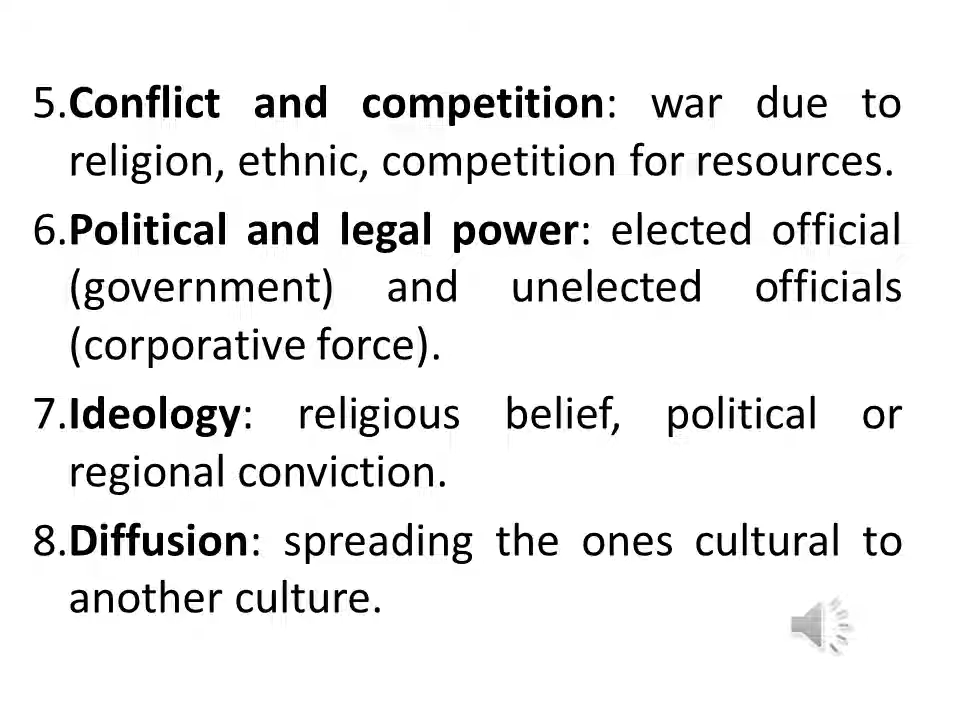 5.Conflict and competition: war due to
religion, ethnic, competition for resources.
6.Political and legal power: elected official
(government) and unelected officials
(corporative force).
7.Ideology: religious belief, political or
regional conviction.
8.Diffusion: spreading the ones cultural to
another culture.